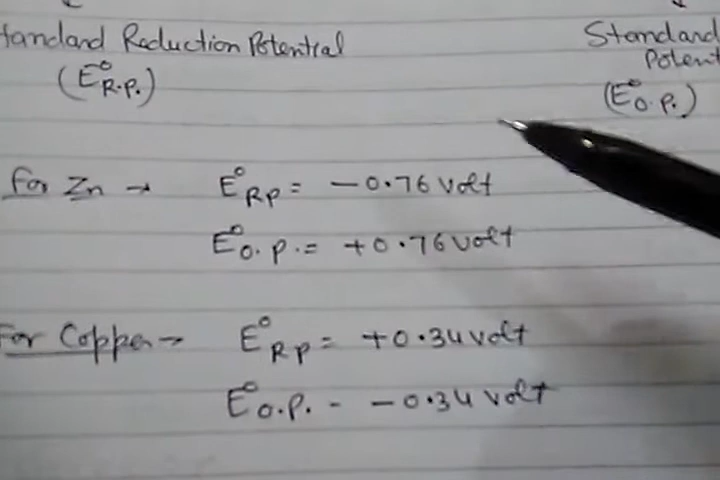 tandard Reduction Potential
(E°R.P.)
Standard
Potent
(E°O.P.)
For Zn → E°RP = -0.76 volt
E°O.P. = +0.76 volt
For Copper → E°RP = +0.34 volt
E°O.P. - -0.34 volt